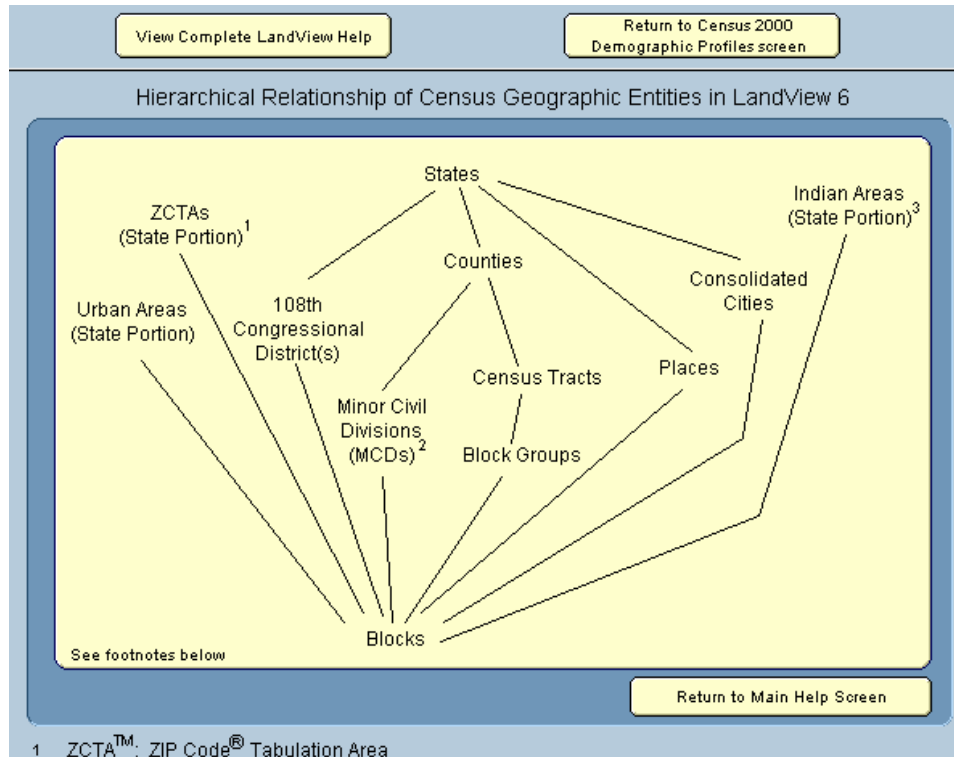 View Complete LandView Help
Return to Census 2000
Demographic Profiles screen
Hierarchical Relationship of Census Geographic Entities in LandView 6
States
ZCTAs
(State Portion)1
Indian Areas
(State Portion)3
Counties
Consolidated
Cities
Urban Areas
(State Portion)
108th
Congressional
District(s)
Places
Census Tracts
Minor Civil
Divisions
(MCDs)2
Block Groups
Blocks
See footnotes below
Return to Main Help Screen
1 ZCTA™: ZIP Code® Tabulation Area